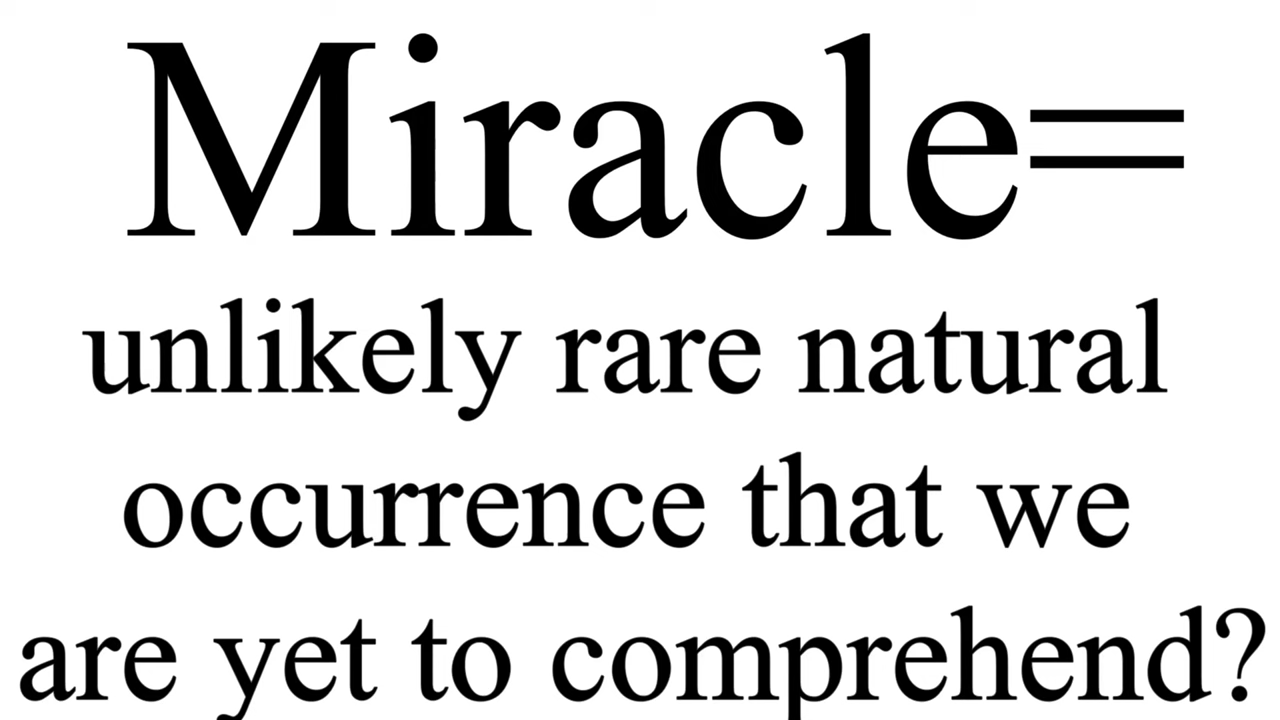 Miracle=
unlikely rare natural
occurrence that we
are yet to comprehend?